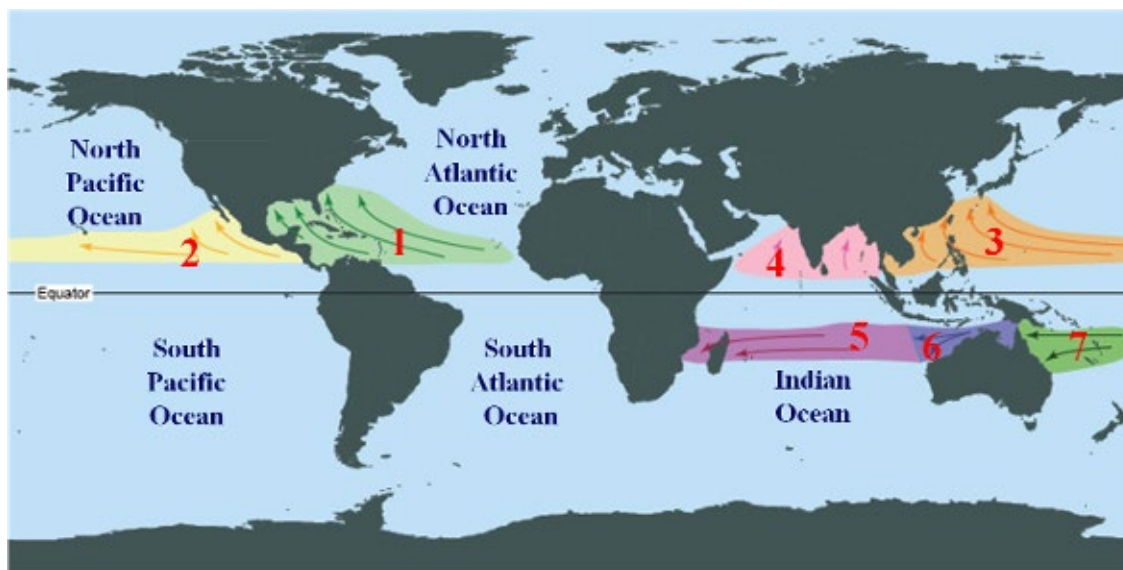 North
Pacific
Ocean
North
Atlantic
Ocean
1
2
3
4
Equator
5
6
7
South
Pacific
Ocean
South
Atlantic
Ocean
Indian
Ocean